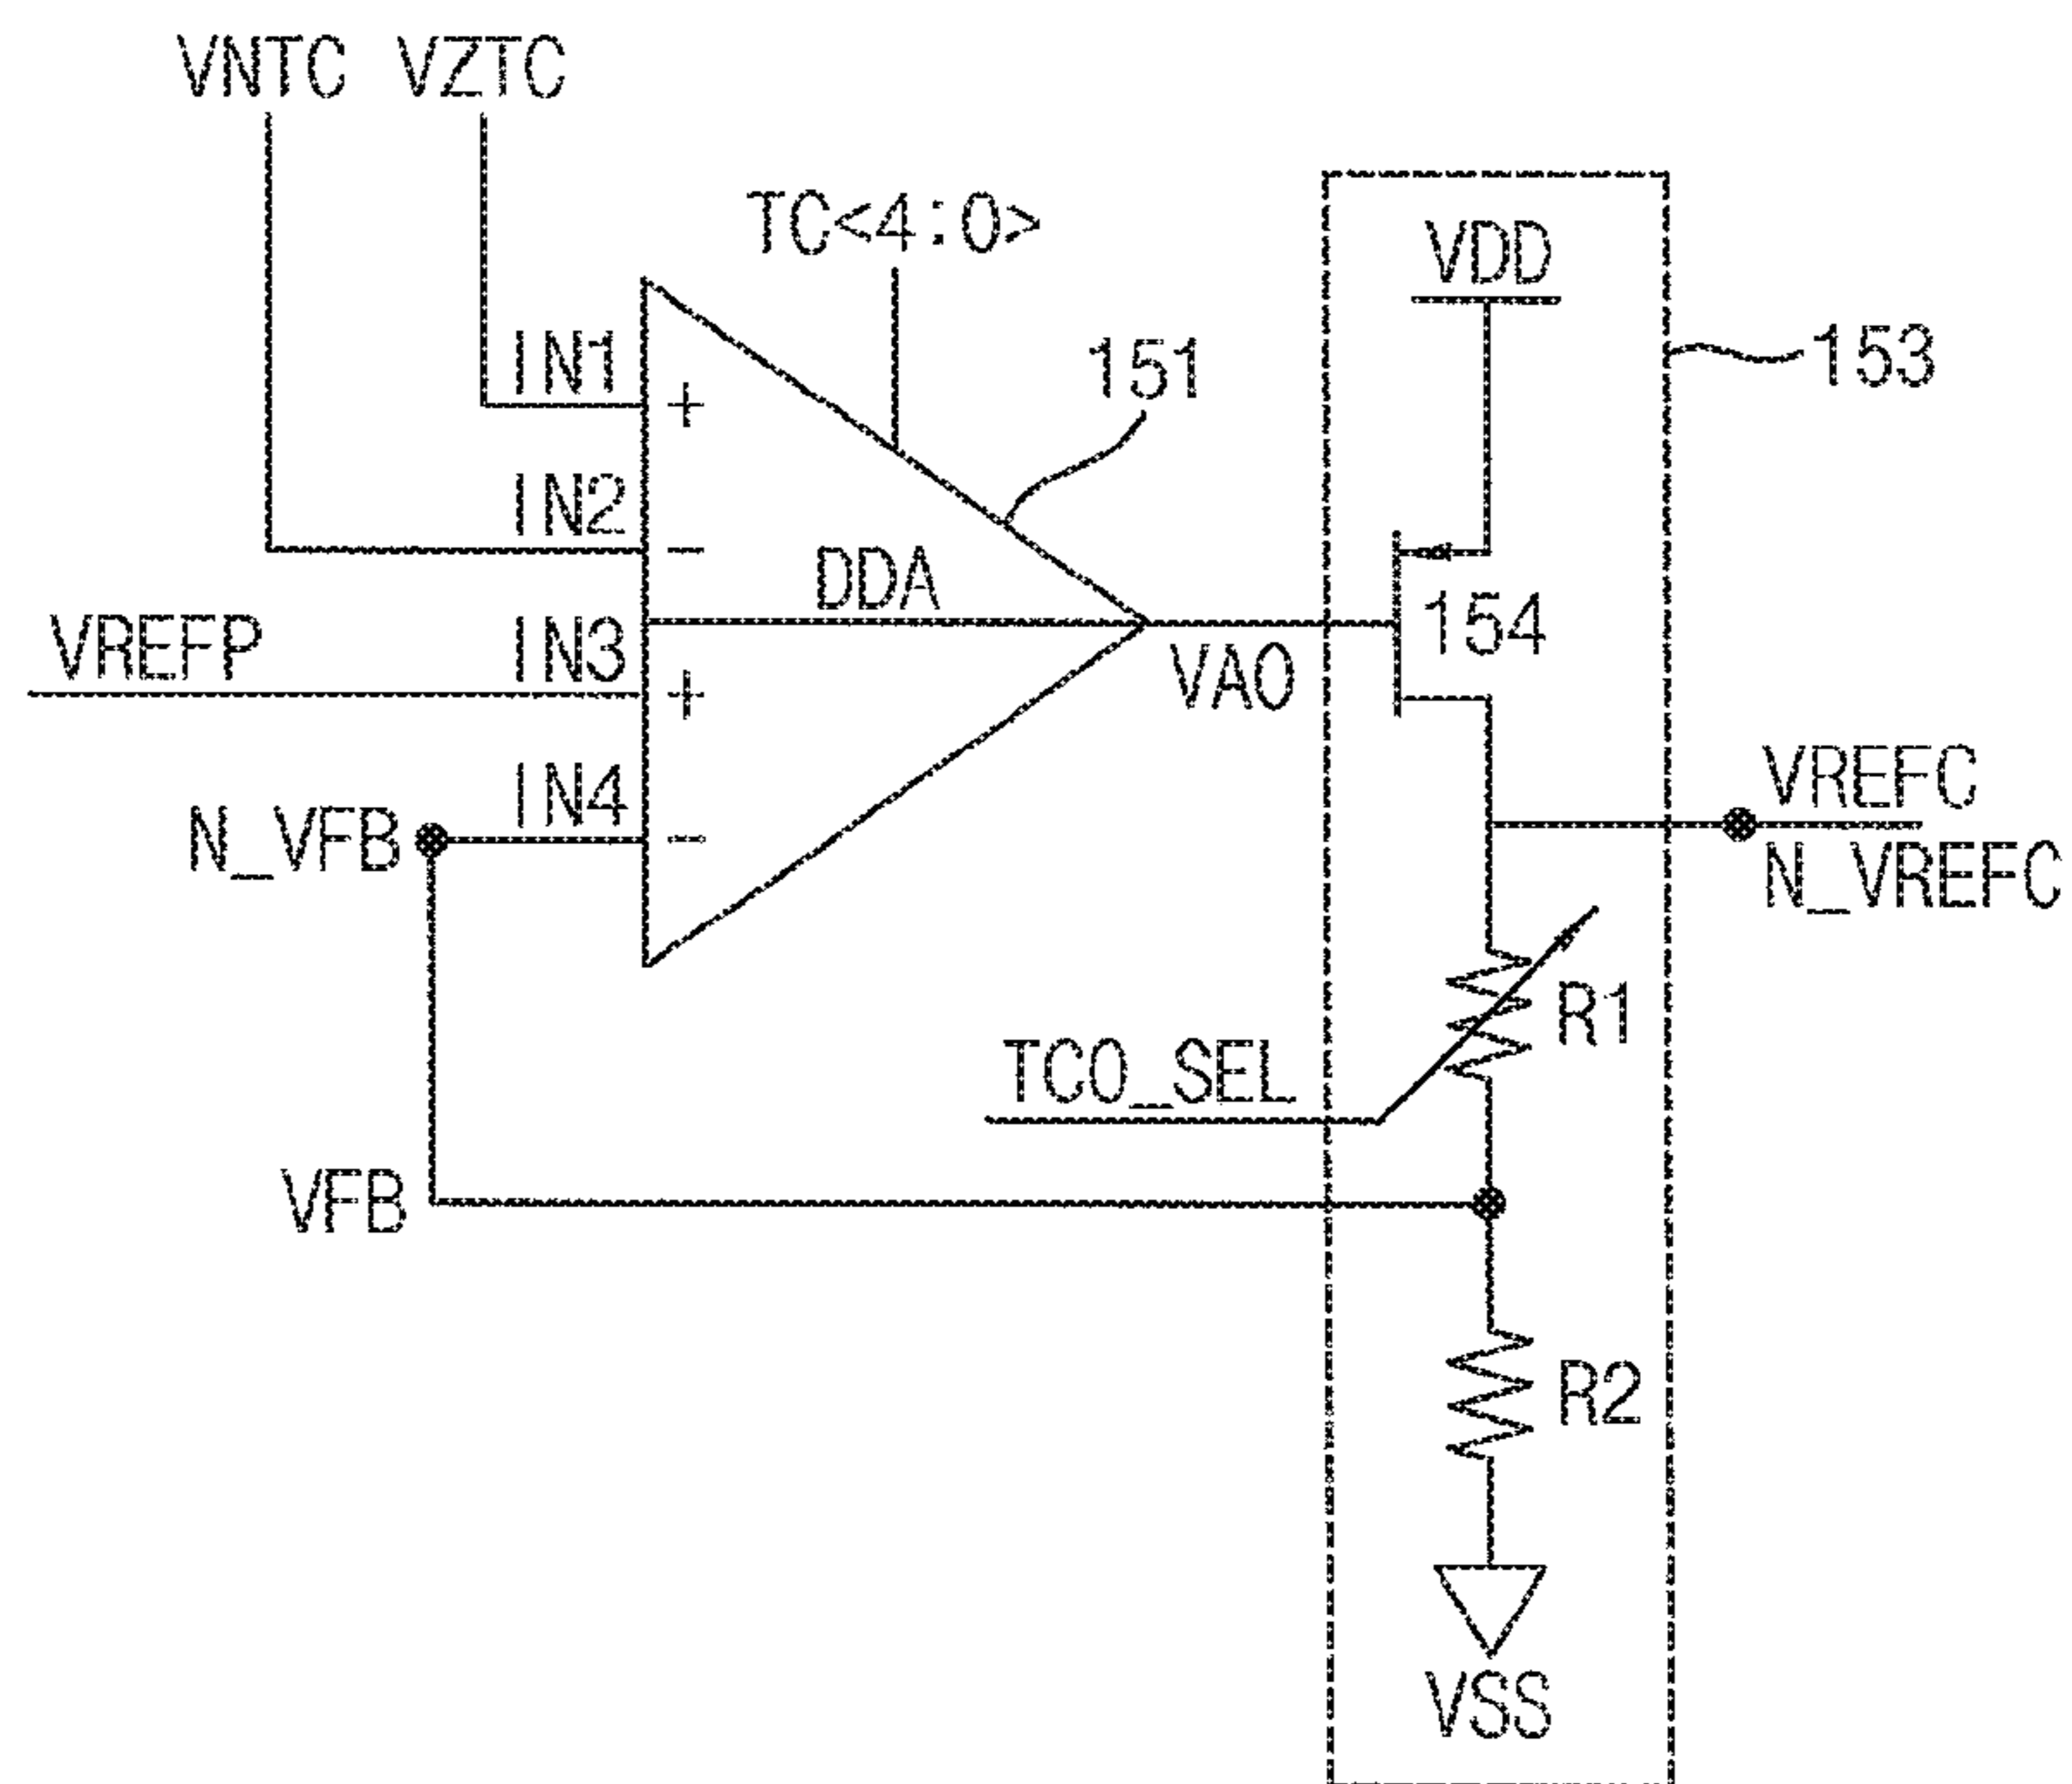 VNTC VZTC
TC<4:0>
VDD
IN1
+
151
153
IN2
-
DDA
154
VREFP
IN3
+
VAO
VREFC
IN4
-
N_VFB
N_VREFC
R1
TCO_SEL
VFB
R2
VSS